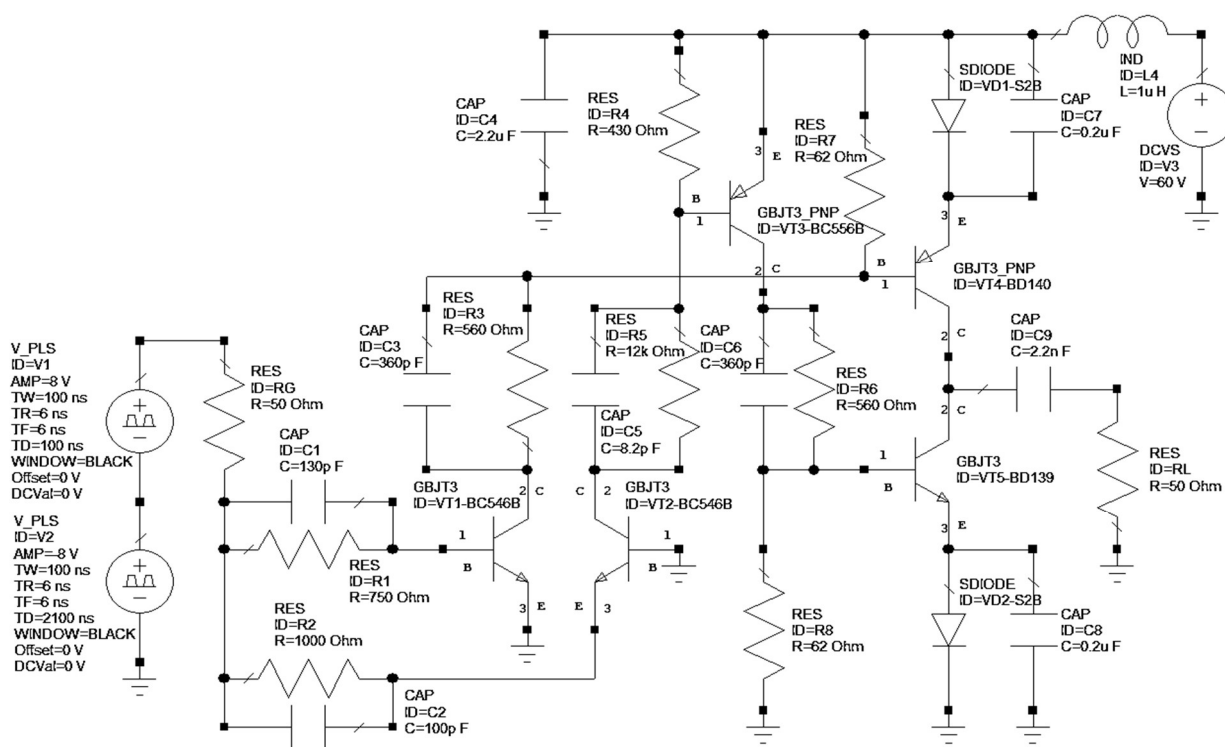 IND
ID=L4
L=1u H
SDIODE
ID=VD1-S2B
CAP
ID=C7
C=0.2u F
DCVS
ID=V3
V=60 V
CAP
ID=C4
C=2.2u F
RES
ID=R4
R=430 Ohm
RES
ID=R7
R=62 Ohm
3
E
B
1
GBJT3_PNP
ID=VT3-BC556B
2
C
3
E
B
1
GBJT3_PNP
ID=VT4-BD140
2
C
RES
ID=R3
R=560 Ohm
CAP
ID=C3
C=360p F
RES
ID=R5
R=12k Ohm
CAP
ID=C6
C=360p F
CAP
ID=C5
C=8.2p F
RES
ID=R6
R=560 Ohm
CAP
ID=C9
C=2.2n F
RES
ID=RL
R=50 Ohm
V_PLS
ID=V1
AMP=8 V
TW=100 ns
TR=6 ns
TF=6 ns
TD=100 ns
WINDOW=BLACK
Offset=0 V
DCVal=0 V
RES
ID=RG
R=50 Ohm
CAP
ID=C1
C=130p F
GBJT3
ID=VT1-BC546B
2
C
1
B
3
E
C
2
GBJT3
ID=VT2-BC546B
1
B
E
3
2
C
1
B
GBJT3
ID=VT5-BD139
3
E
V_PLS
ID=V2
AMP=-8 V
TW=100 ns
TR=6 ns
TF=6 ns
TD=2100 ns
WINDOW=BLACK
Offset=0 V
DCVal=0 V
RES
ID=R1
R=750 Ohm
RES
ID=R2
R=1000 Ohm
CAP
ID=C2
C=100p F
RES
ID=R8
R=62 Ohm
SDIODE
ID=VD2-S2B
CAP
ID=C8
C=0.2u F